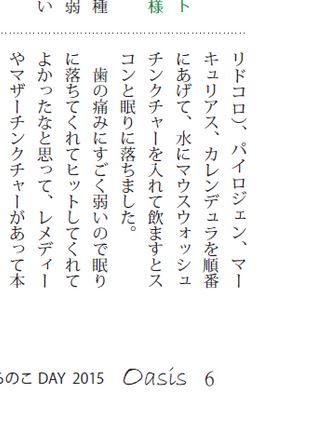 リドコロ)、パイロジェン、マー
キュリアス、カレンデュラを順番
にあげて、水にマウスウォッシュ
チンクチャーを入れて飲ますとス
コンと眠りに落ちました。
歯の痛みにすごく弱いので眠り
に落ちてくれてヒットしてくれて
よかったなと思って、レメディー
やマザーチンクチャーがあって本
ト
様
種
弱
い
のこ DAY 2015 Oasis 6